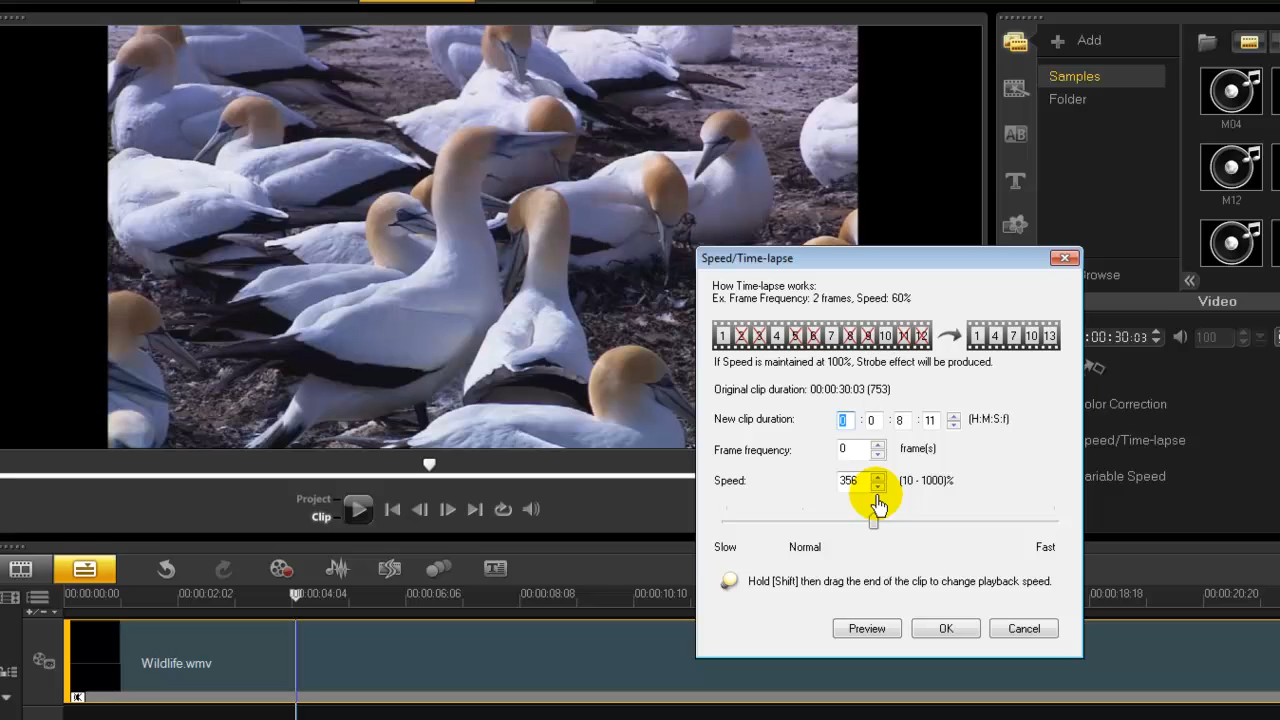 Add
Samples
Folder
M04
M12
Browse
Video
Speed/Time-lapse
How Time-lapse works:
Ex. Frame Frequency: 2 frames, Speed: 60%
1 2 3 4 5 6 7 8 9 10 11 12
1 4 7 10 13
If Speed is maintained at 100%, Strobe effect will be produced.
Original clip duration: 00:00:30:03 (753)
New clip duration: 0 : 0 : 8 : 11 (H:M:S:f)
Frame frequency: 0 frame(s)
Speed: 356 (10 - 1000)%
Slow Normal Fast
Hold [Shift] then drag the end of the clip to change playback speed.
Preview OK Cancel
:00:30:03 100
olor Correction
peed/Time-lapse
ariable Speed
Project
Clip
00:00:00:00 00:00:02:02 00:00:04:04 00:00:06:06 00:00:08:08 00:00:10:10 00:00:18:18 00:00:20:20
Wildlife.wmv